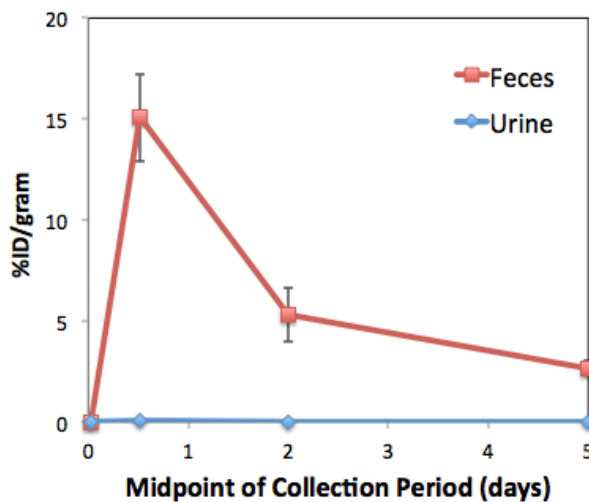 20
15
10
5
0
%ID/gram
Feces
Urine
0 1 2 3 4 5
Midpoint of Collection Period (days)